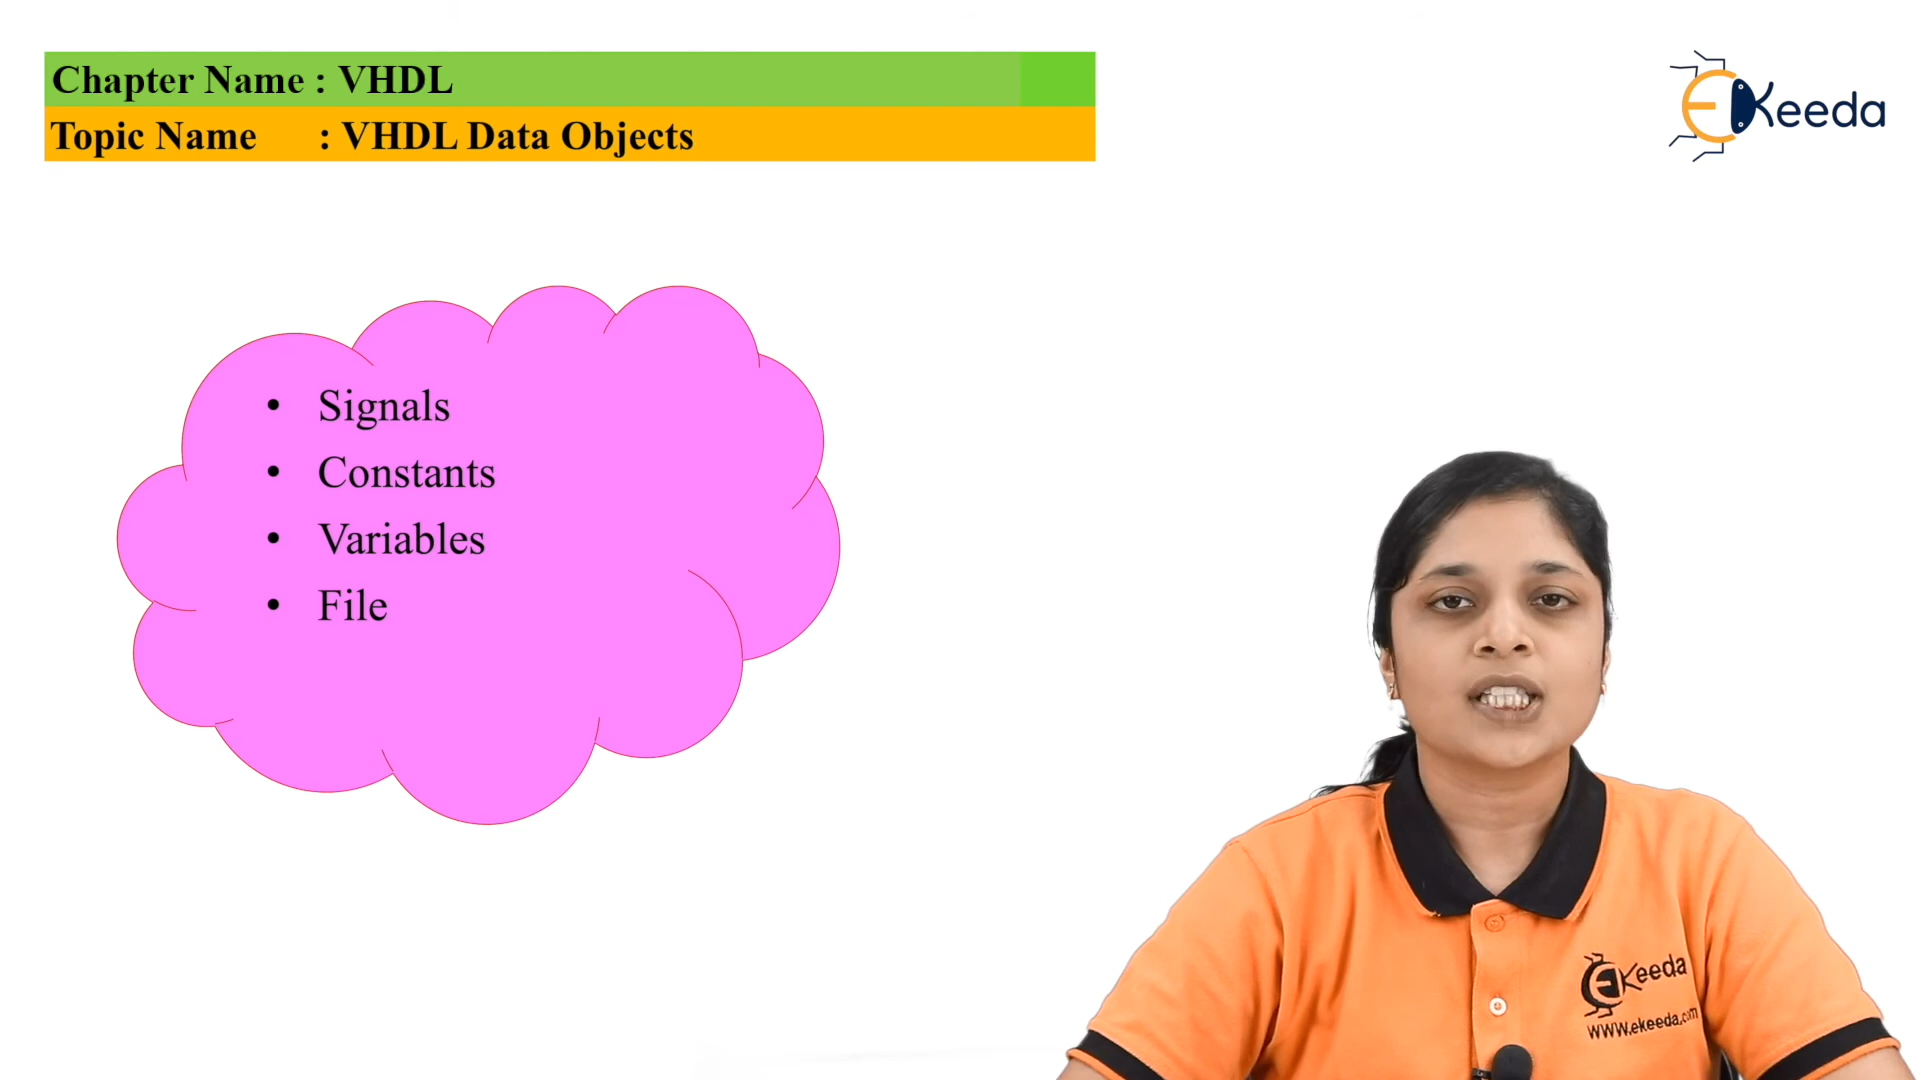 Chapter Name : VHDL
Topic Name : VHDL Data Objects
EKeeda
• Signals
• Constants
• Variables
• File
EKeeda
www.ekeeda.com